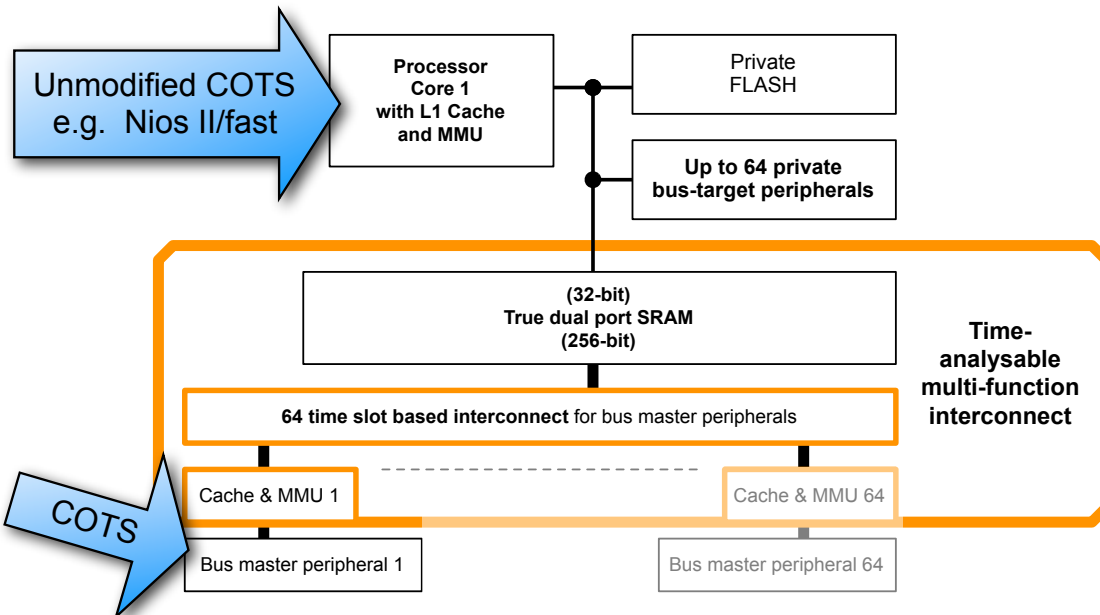 Unmodified COTS
e.g. Nios II/fast
Processor
Core 1
with L1 Cache
and MMU
Private
FLASH
Up to 64 private
bus-target peripherals
(32-bit)
True dual port SRAM
(256-bit)
Time-
analysable
multi-function
interconnect
64 time slot based interconnect for bus master peripherals
Cache & MMU 1
Cache & MMU 64
COTS
Bus master peripheral 1
Bus master peripheral 64